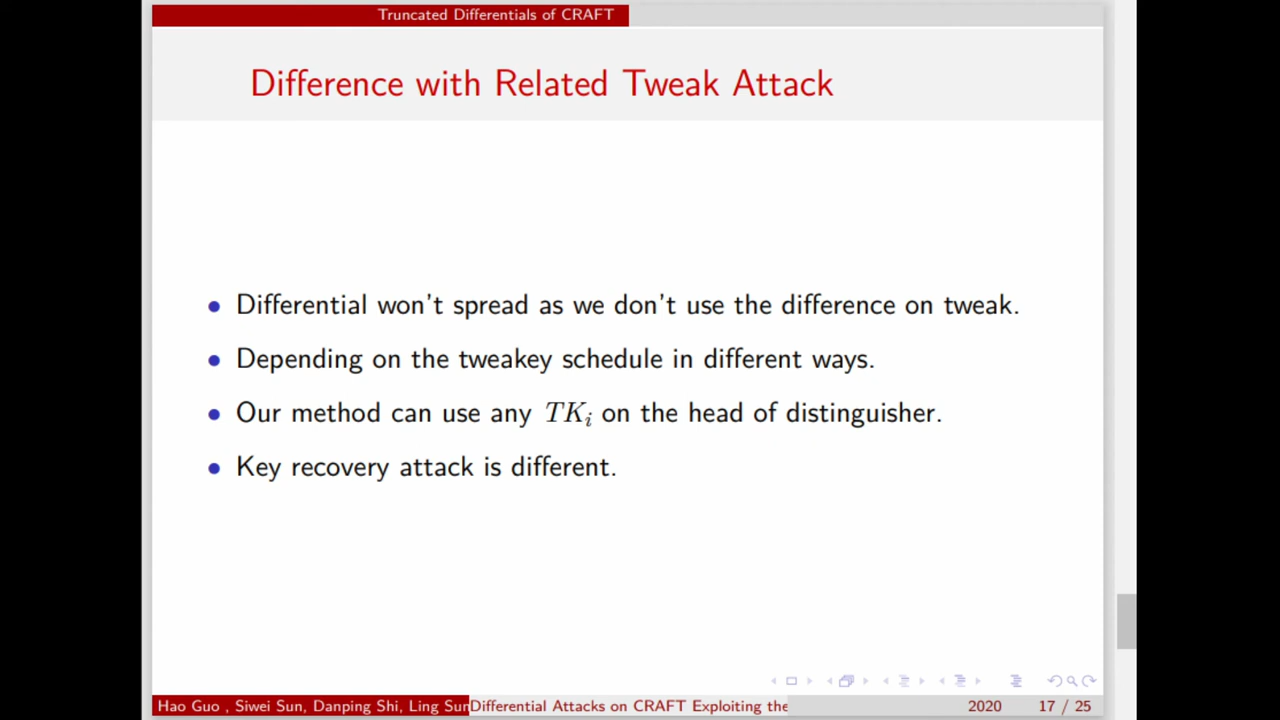 Truncated Differentials of CRAFT
Difference with Related Tweak Attack
• Differential won't spread as we don't use the difference on tweak.
• Depending on the tweakey schedule in different ways.
• Our method can use any TK_i on the head of distinguisher.
• Key recovery attack is different.
Hao Guo , Siwei Sun, Danping Shi, Ling Sun Differential Attacks on CRAFT Exploiting the 2020 17 / 25